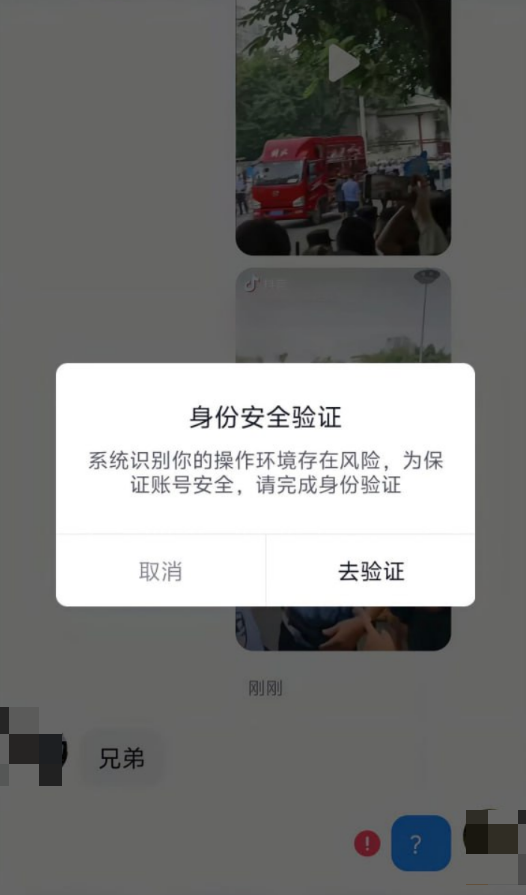 身份安全验证
系统识别你的操作环境存在风险，为保
证账号安全，请完成身份验证
取消
去验证
刚刚
兄弟
?